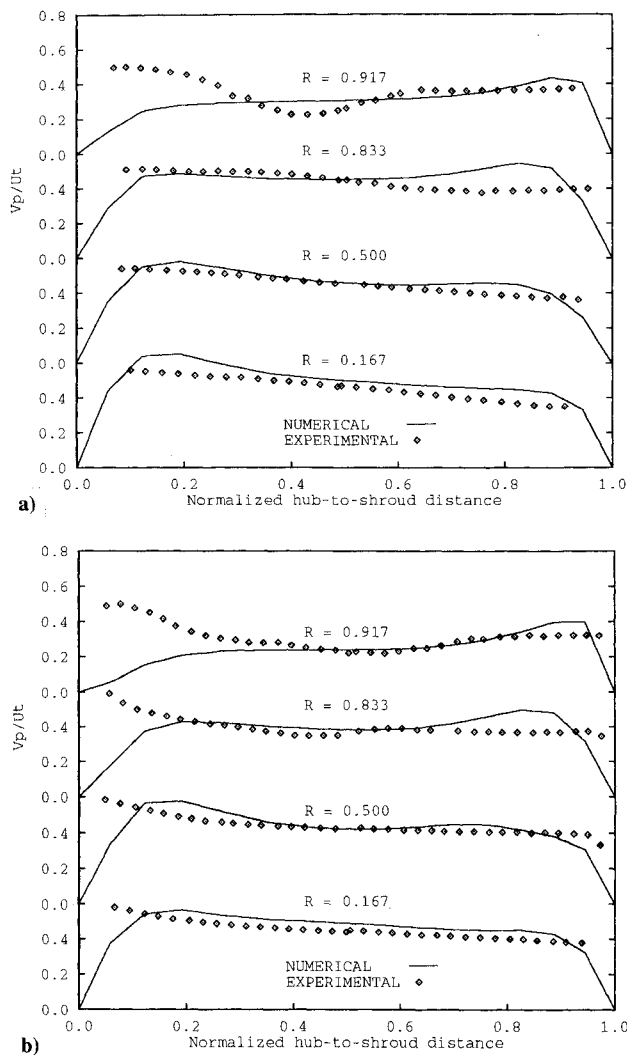 0.8
0.6
0.4
R = 0.917
0.2
0.0
R = 0.833
0.4
0.2
0.0
R = 0.500
0.4
0.2
0.0
R = 0.167
0.4
0.2
NUMERICAL
EXPERIMENTAL
0.0
Vp/Ut
0.0 0.2 0.4 0.6 0.8 1.0
Normalized hub-to-shroud distance
a)
0.8
0.6
0.4
R = 0.917
0.2
0.0
R = 0.833
0.4
0.2
0.0
R = 0.500
0.4
0.2
0.0
R = 0.167
0.4
0.2
NUMERICAL
EXPERIMENTAL
0.0
Vp/Ut
0.0 0.2 0.4 0.6 0.8 1.0
Normalized hub-to-shroud distance
b)